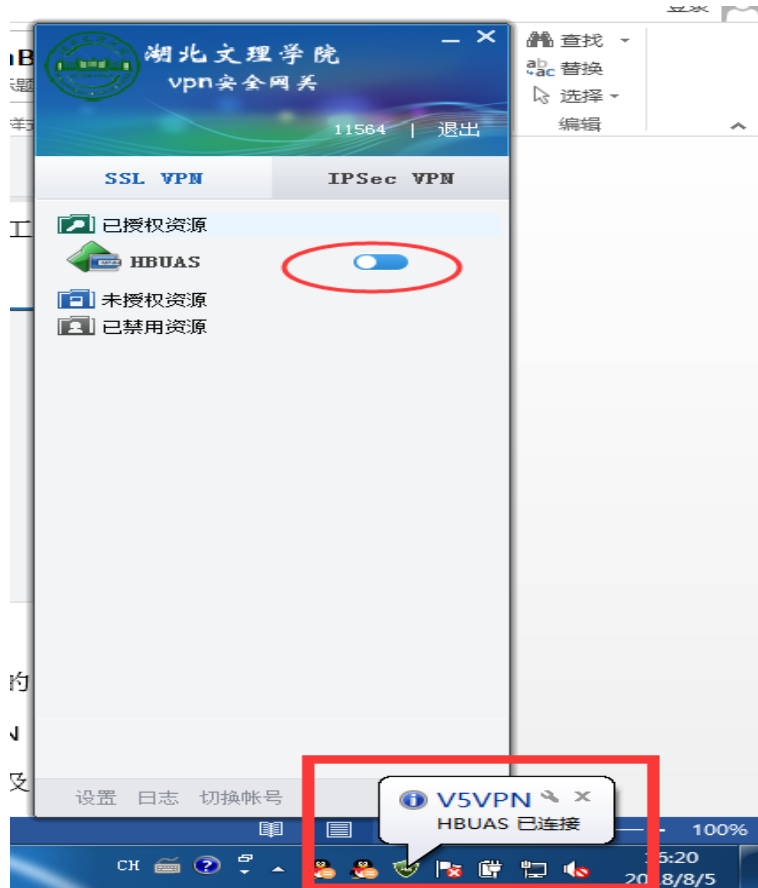 登录
查找
替换
选择
编辑
湖北文理学院
vpn安全网关
11564 | 退出
SSL VPN
IPSec VPN
已授权资源
HBUAS
未授权资源
已禁用资源
工
的
及
设置 日志 切换帐号
V5VPN
HBUAS 已连接
100%
CH